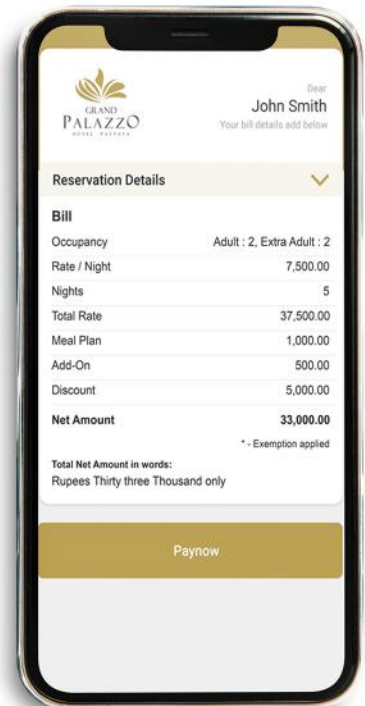 GRAND
PALAZZO
HOTEL PATTAYA
Dear
John Smith
Your bill details add below
Reservation Details
Bill
Occupancy Adult : 2, Extra Adult : 2
Rate / Night 7,500.00
Nights 5
Total Rate 37,500.00
Meal Plan 1,000.00
Add-On 500.00
Discount 5,000.00
Net Amount 33,000.00
* - Exemption applied
Total Net Amount in words:
Rupees Thirty three Thousand only
Paynow